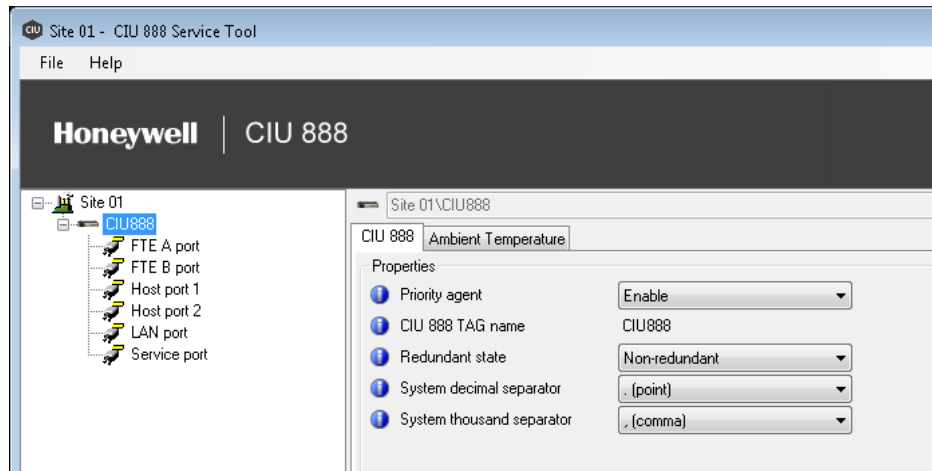 CIU Site 01 - CIU 888 Service Tool
File Help
Honeywell CIU 888
Site 01
CIU888
FTE A port
FTE B port
Host port 1
Host port 2
LAN port
Service port
Site 01\CIU888
CIU 888 Ambient Temperature
Properties
Priority agent Enable
CIU 888 TAG name CIU888
Redundant state Non-redundant
System decimal separator . (point)
System thousand separator , (comma)